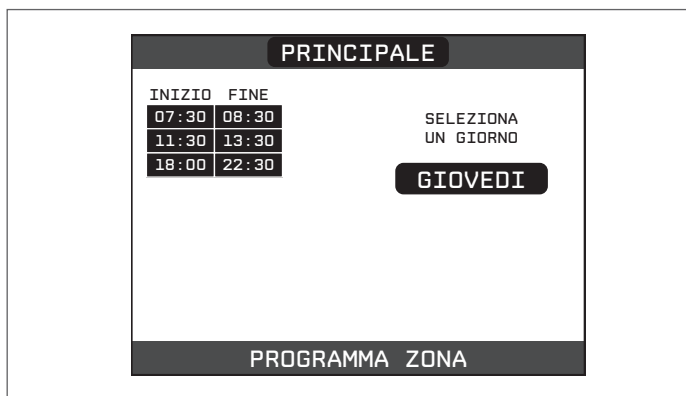 PRINCIPALE
INIZIO FINE
07:30 08:30
11:30 13:30
18:00 22:30
SELEZIONA
UN GIORNO
GIOVEDI
PROGRAMMA ZONA